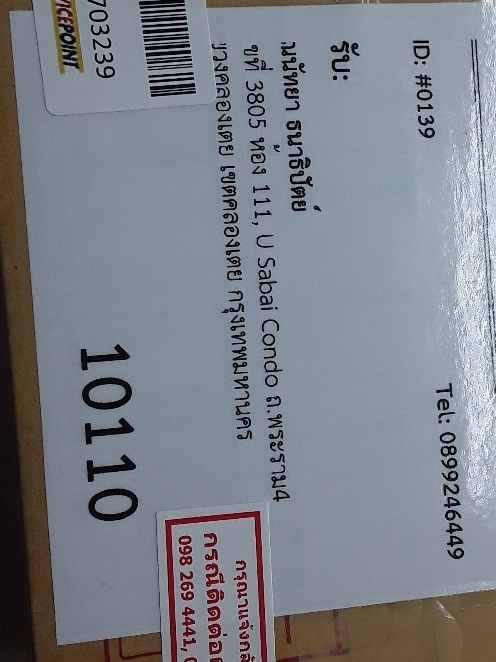 ID: #0139
Tel: 0899246449
รับ:
ณนัทยา ธนาธิปัตย์
ขที่ 3805 ห้อง 111, U Sabai Condo ถ.พระราม4
แขวงคลองเตย เขตคลองเตย กรุงเทพมหานคร
10110
703239
VICEPOINT
กรุณาแจ้งกลั
กรณีติดต่อผู
098 269 4441,